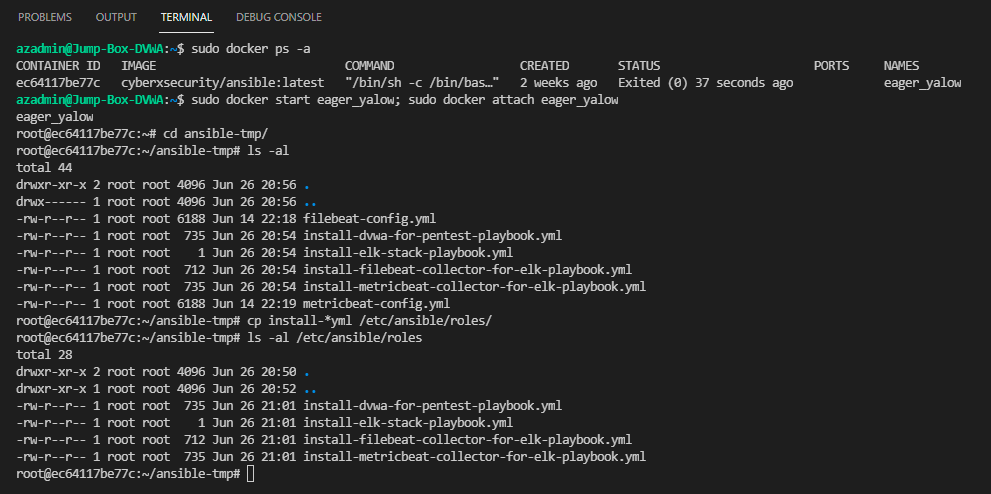 PROBLEMS OUTPUT TERMINAL DEBUG CONSOLE
azadmin@Jump-Box-DVWA:~$ sudo docker ps -a
CONTAINER ID   IMAGE                           COMMAND                  CREATED       STATUS                      PORTS     NAMES
ec64117be77c   cyberxsecurity/ansible:latest   "/bin/sh -c /bin/bas…"   2 weeks ago   Exited (0) 37 seconds ago             eager_yalow
azadmin@Jump-Box-DVWA:~$ sudo docker start eager_yalow; sudo docker attach eager_yalow
eager_yalow
root@ec64117be77c:~# cd ansible-tmp/
root@ec64117be77c:~/ansible-tmp# ls -al
total 44
drwxr-xr-x 2 root root 4096 Jun 26 20:56 .
drwx------ 1 root root 4096 Jun 26 20:56 ..
-rw-r--r-- 1 root root 6188 Jun 14 22:18 filebeat-config.yml
-rw-r--r-- 1 root root  735 Jun 26 20:54 install-dvwa-for-pentest-playbook.yml
-rw-r--r-- 1 root root    1 Jun 26 20:54 install-elk-stack-playbook.yml
-rw-r--r-- 1 root root  712 Jun 26 20:54 install-filebeat-collector-for-elk-playbook.yml
-rw-r--r-- 1 root root  735 Jun 26 20:54 install-metricbeat-collector-for-elk-playbook.yml
-rw-r--r-- 1 root root 6188 Jun 14 22:19 metricbeat-config.yml
root@ec64117be77c:~/ansible-tmp# cp install-*yml /etc/ansible/roles/
root@ec64117be77c:~/ansible-tmp# ls -al /etc/ansible/roles
total 28
drwxr-xr-x 2 root root 4096 Jun 26 20:50 .
drwxr-xr-x 1 root root 4096 Jun 26 20:52 ..
-rw-r--r-- 1 root root  735 Jun 26 21:01 install-dvwa-for-pentest-playbook.yml
-rw-r--r-- 1 root root    1 Jun 26 21:01 install-elk-stack-playbook.yml
-rw-r--r-- 1 root root  712 Jun 26 21:01 install-filebeat-collector-for-elk-playbook.yml
-rw-r--r-- 1 root root  735 Jun 26 21:01 install-metricbeat-collector-for-elk-playbook.yml
root@ec64117be77c:~/ansible-tmp#